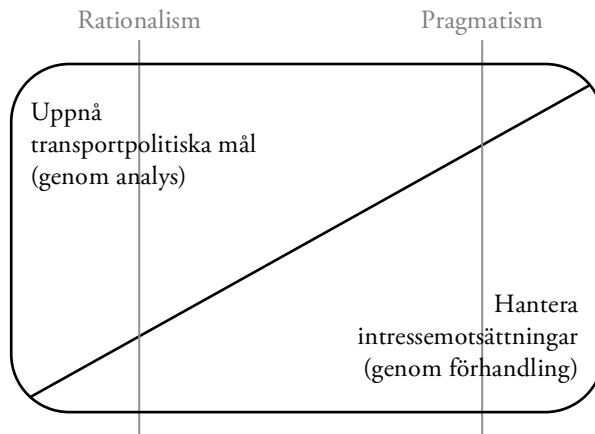 Rationalism
Pragmatism
Uppnå
transportpolitiska mål
(genom analys)
Hantera
intressemotsättningar
(genom förhandling)